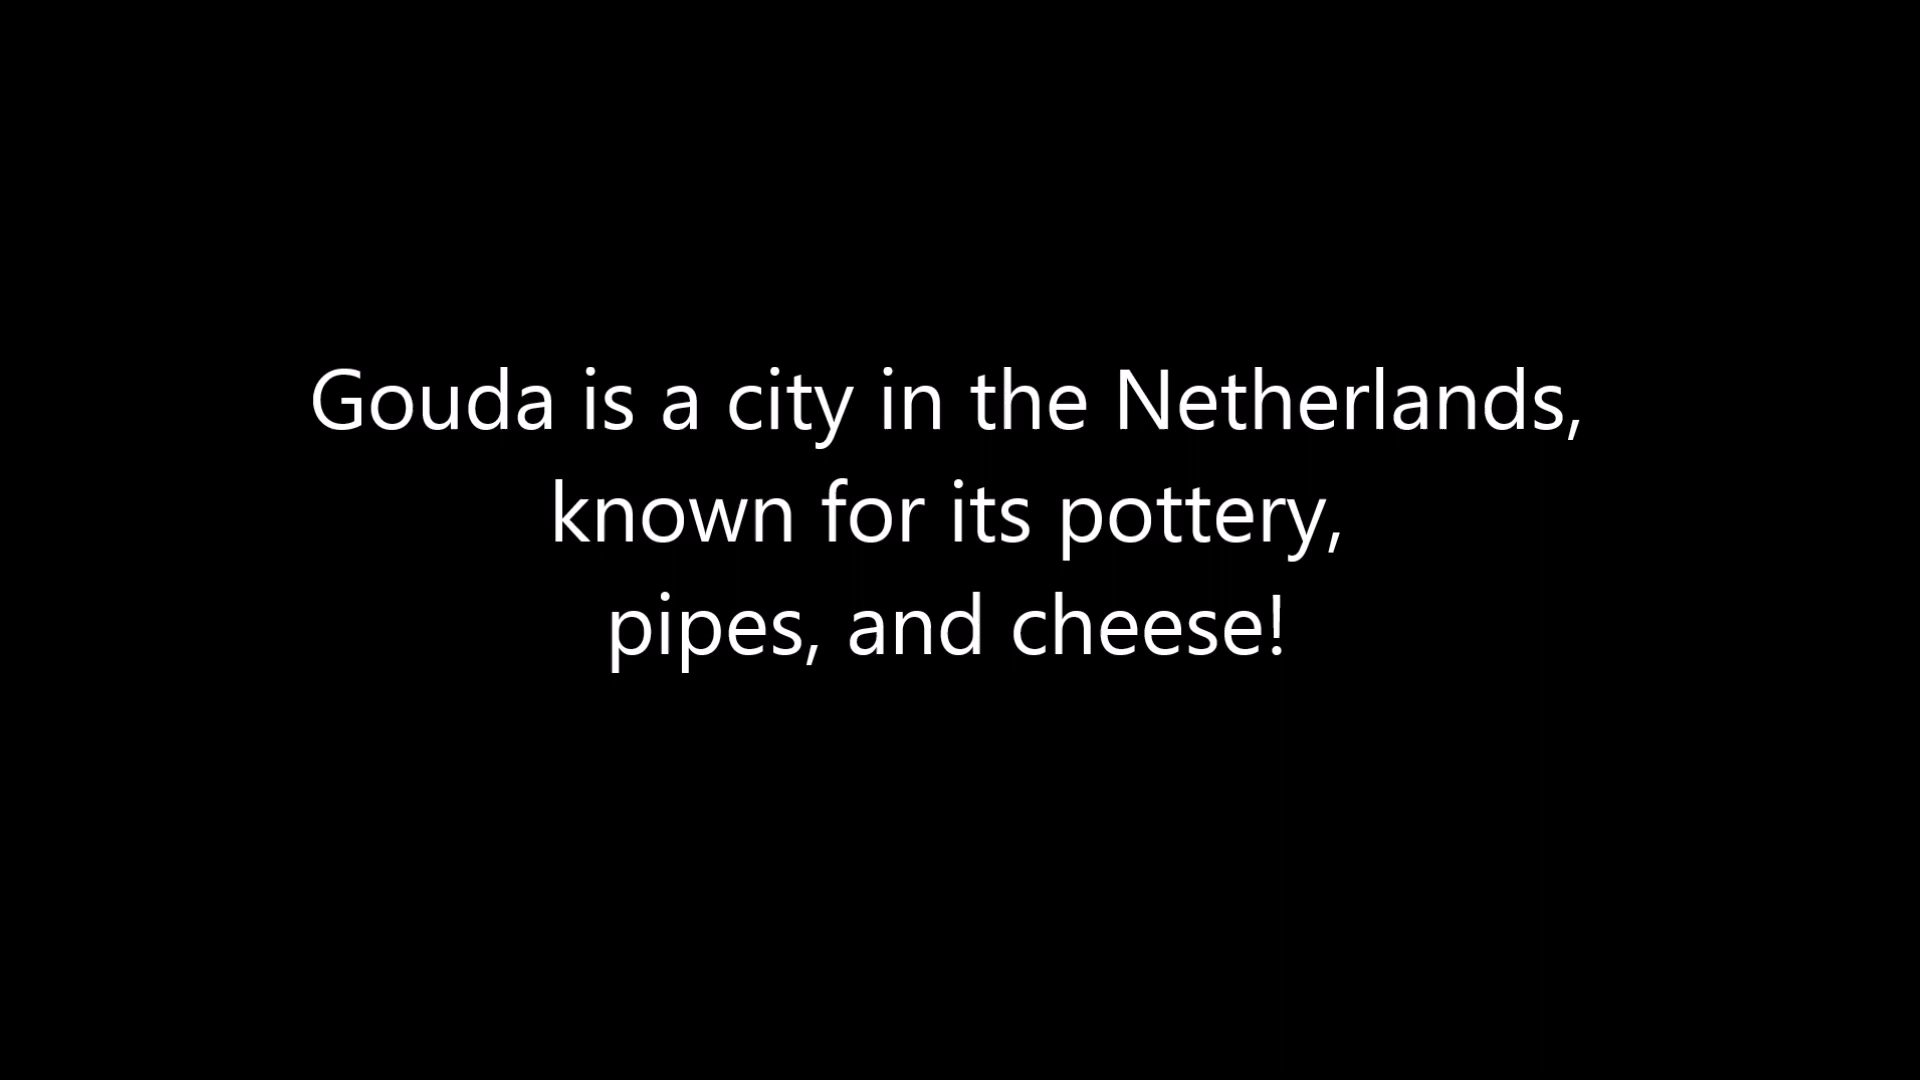 Gouda is a city in the Netherlands,
known for its pottery,
pipes, and cheese!